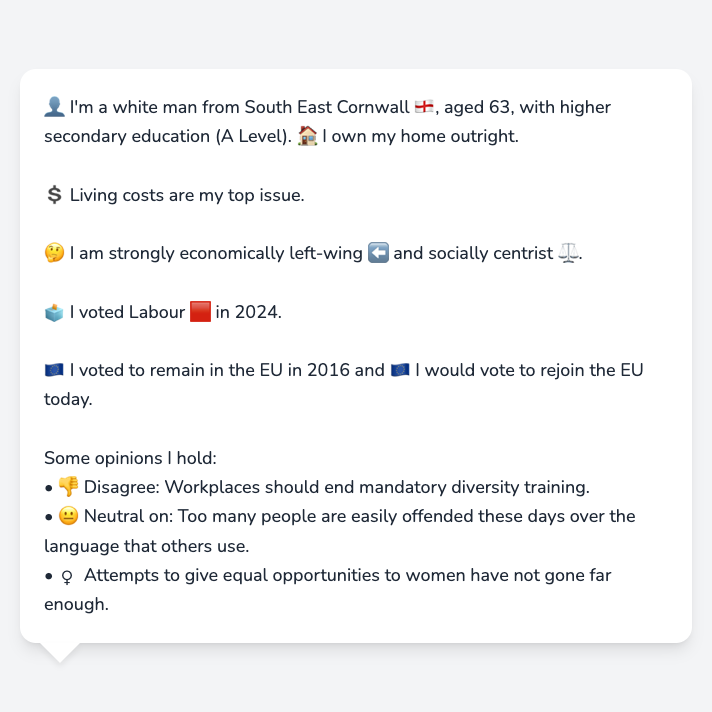 👤 I'm a white man from South East Cornwall 🏴󠁧󠁢󠁥󠁮󠁧󠁿, aged 63, with higher
secondary education (A Level). 🏠 I own my home outright.
💲 Living costs are my top issue.
🤔 I am strongly economically left-wing ⬅️ and socially centrist ⚖️.
🗳️ I voted Labour 🟥 in 2024.
🇪🇺 I voted to remain in the EU in 2016 and 🇪🇺 I would vote to rejoin the EU
today.
Some opinions I hold:
• 👎 Disagree: Workplaces should end mandatory diversity training.
• 😐 Neutral on: Too many people are easily offended these days over the
language that others use.
• ♀ Attempts to give equal opportunities to women have not gone far
enough.